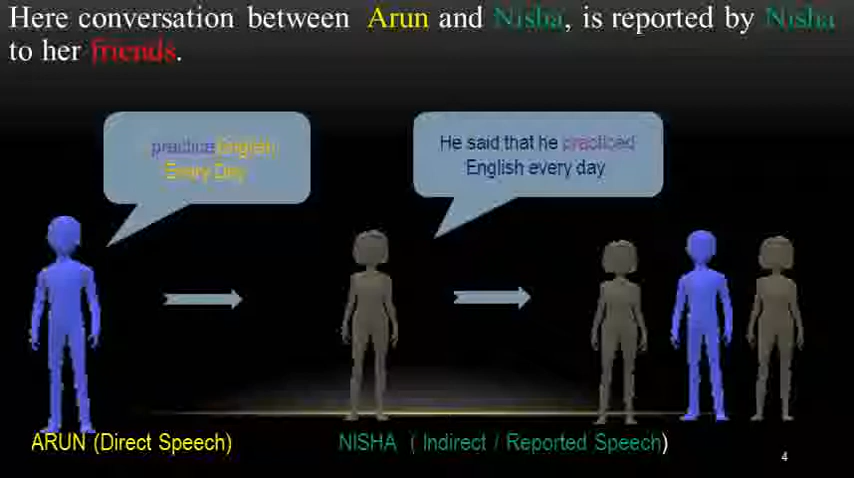 Here conversation between Arun and Nisha, is reported by Nisha
to her friends.
practice English
Every Day
He said that he practiced
English every day
ARUN (Direct Speech)
NISHA ( Indirect / Reported Speech)
4